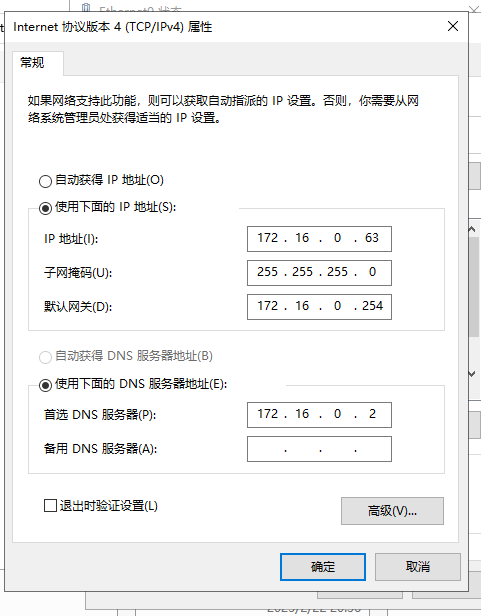 Ethernet0 状态
Internet 协议版本 4 (TCP/IPv4) 属性
常规
如果网络支持此功能，则可以获取自动指派的 IP 设置。否则，你需要从网
络系统管理员处获得适当的 IP 设置。
自动获得 IP 地址(O)
使用下面的 IP 地址(S):
IP 地址(I):
172 . 16 . 0 . 63
子网掩码(U):
255 . 255 . 255 . 0
默认网关(D):
172 . 16 . 0 . 254
自动获得 DNS 服务器地址(B)
使用下面的 DNS 服务器地址(E):
首选 DNS 服务器(P):
172 . 16 . 0 . 2
备用 DNS 服务器(A):
. . .
退出时验证设置(L)
高级(V)...
确定
取消